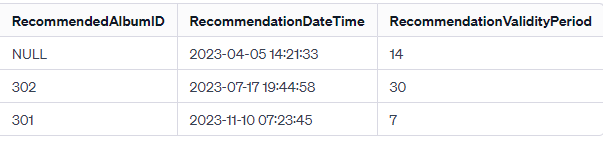 RecommendedAlbumID RecommendationDateTime RecommendationValidityPeriod
NULL 2023-04-05 14:21:33 14
302 2023-07-17 19:44:58 30
301 2023-11-10 07:23:45 7